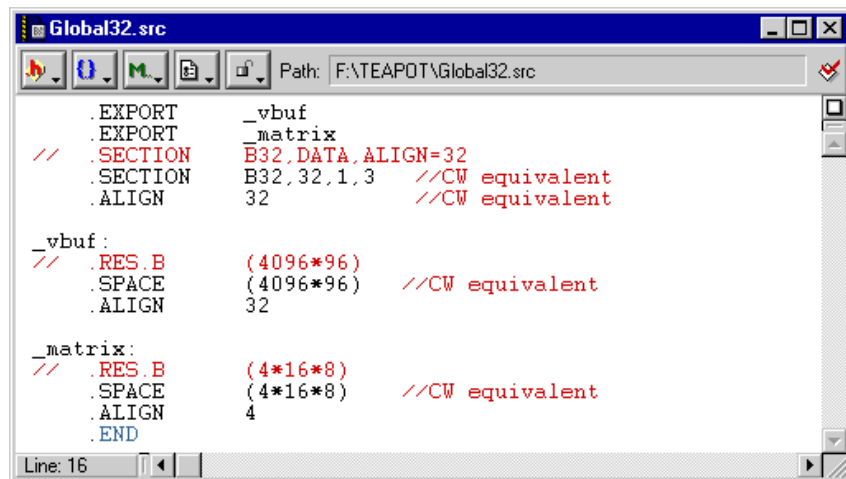 Global32.src
M.. Path: F:\TEAPOT\Global32.src
.EXPORT _vbuf
.EXPORT _matrix
// .SECTION B32,DATA,ALIGN=32
.SECTION B32,32,1,3 //CW equivalent
.ALIGN 32 //CW equivalent
_vbuf:
// .RES.B (4096*96)
.SPACE (4096*96) //CW equivalent
.ALIGN 32
_matrix:
// .RES.B (4*16*8)
.SPACE (4*16*8) //CW equivalent
.ALIGN 4
.END
Line: 16